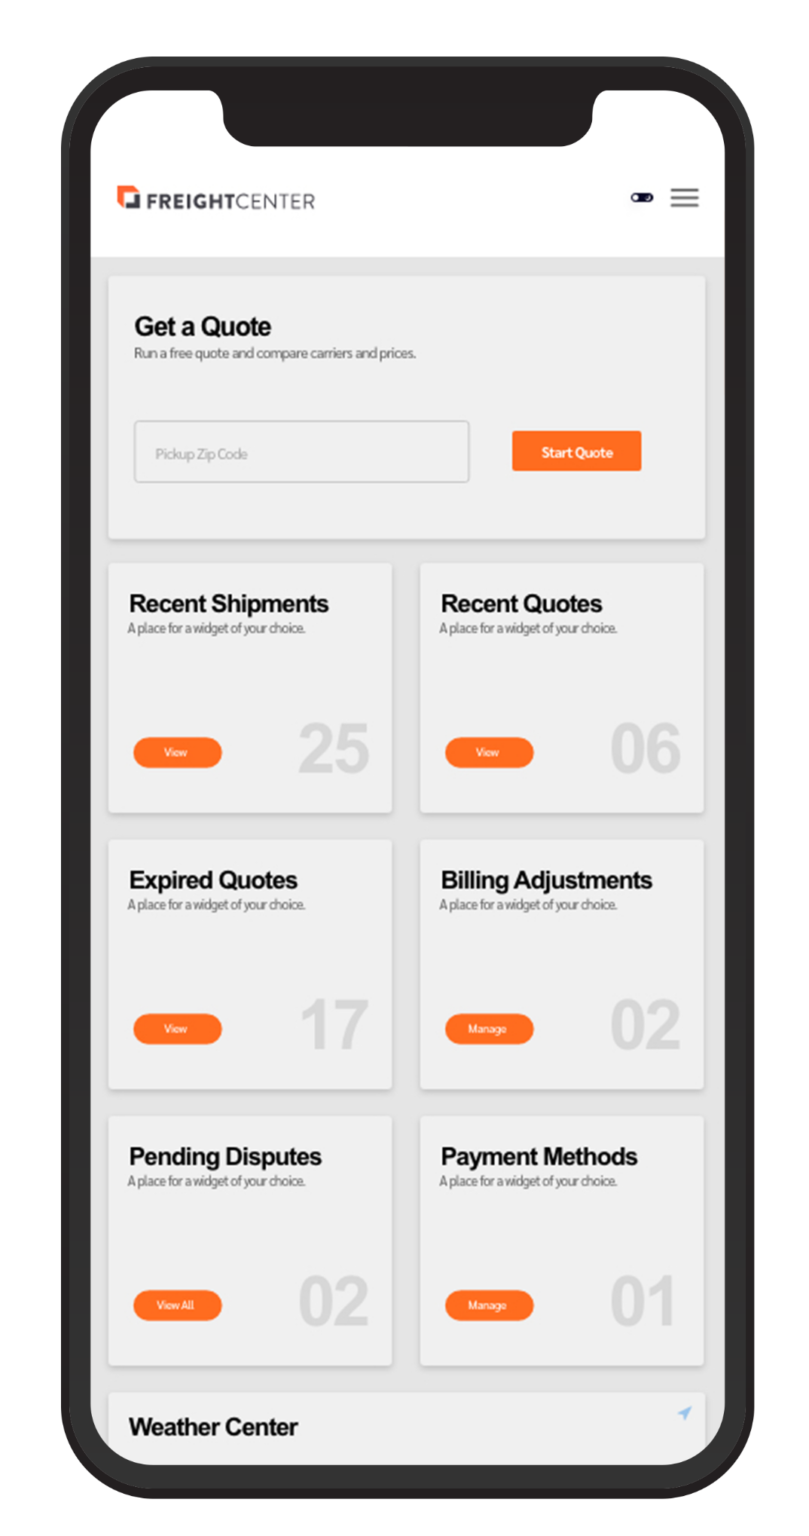 FREIGHTCENTER
Get a Quote
Run a free quote and compare carriers and prices.
Pickup Zip Code
Start Quote
Recent Shipments
A place for a widget of your choice.
View
25
Recent Quotes
A place for a widget of your choice.
View
06
Expired Quotes
A place for a widget of your choice.
View
17
Billing Adjustments
A place for a widget of your choice.
Manage
02
Pending Disputes
A place for a widget of your choice.
View All
02
Payment Methods
A place for a widget of your choice.
Manage
01
Weather Center